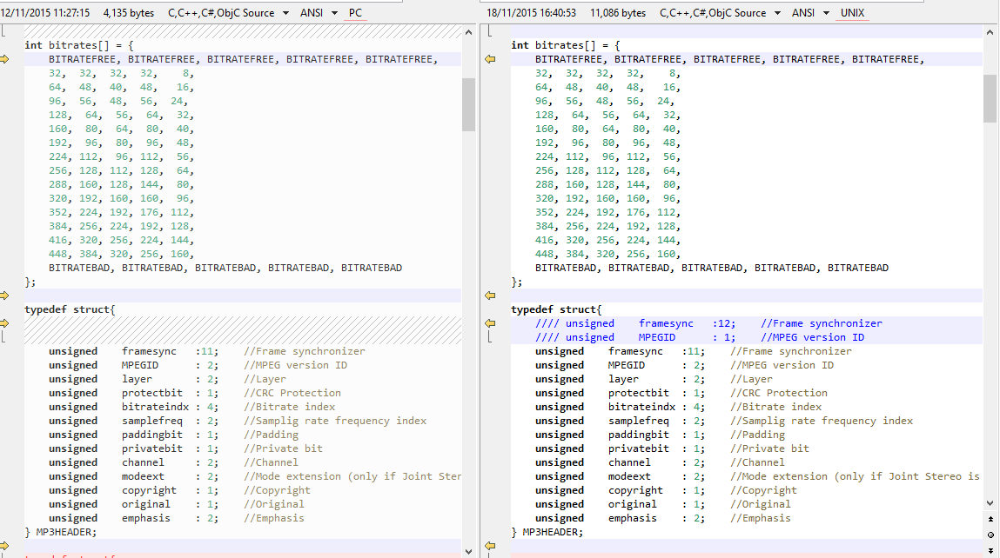 12/11/2015 11:27:15 4,135 bytes C,C++,C#,ObjC Source ANSI PC
int bitrates[] = {
BITRATEFREE, BITRATEFREE, BITRATEFREE, BITRATEFREE, BITRATEFREE,
32, 32, 32, 32, 8,
64, 48, 40, 48, 16,
96, 56, 48, 56, 24,
128, 64, 56, 64, 32,
160, 80, 64, 80, 40,
192, 96, 80, 96, 48,
224, 112, 96, 112, 56,
256, 128, 112, 128, 64,
288, 160, 128, 144, 80,
320, 192, 160, 160, 96,
352, 224, 192, 176, 112,
384, 256, 224, 192, 128,
416, 320, 256, 224, 144,
448, 384, 320, 256, 160,
BITRATEBAD, BITRATEBAD, BITRATEBAD, BITRATEBAD, BITRATEBAD
};
typedef struct{
unsigned framesync :11; //Frame synchronizer
unsigned MPEGID : 2; //MPEG version ID
unsigned layer : 2; //Layer
unsigned protectbit : 1; //CRC Protection
unsigned bitrateindx : 4; //Bitrate index
unsigned samplefreq : 2; //Samplig rate frequency index
unsigned paddingbit : 1; //Padding
unsigned privatebit : 1; //Private bit
unsigned channel : 2; //Channel
unsigned modeext : 2; //Mode extension (only if Joint Ster
unsigned copyright : 1; //Copyright
unsigned original : 1; //Original
unsigned emphasis : 2; //Emphasis
} MP3HEADER;
18/11/2015 16:40:53 11,086 bytes C,C++,C#,ObjC Source ANSI UNIX
int bitrates[] = {
BITRATEFREE, BITRATEFREE, BITRATEFREE, BITRATEFREE, BITRATEFREE,
32, 32, 32, 32, 8,
64, 48, 40, 48, 16,
96, 56, 48, 56, 24,
128, 64, 56, 64, 32,
160, 80, 64, 80, 40,
192, 96, 80, 96, 48,
224, 112, 96, 112, 56,
256, 128, 112, 128, 64,
288, 160, 128, 144, 80,
320, 192, 160, 160, 96,
352, 224, 192, 176, 112,
384, 256, 224, 192, 128,
416, 320, 256, 224, 144,
448, 384, 320, 256, 160,
BITRATEBAD, BITRATEBAD, BITRATEBAD, BITRATEBAD, BITRATEBAD
};
typedef struct{
//// unsigned framesync :12; //Frame synchronizer
//// unsigned MPEGID : 1; //MPEG version ID
unsigned framesync :11; //Frame synchronizer
unsigned MPEGID : 2; //MPEG version ID
unsigned layer : 2; //Layer
unsigned protectbit : 1; //CRC Protection
unsigned bitrateindx : 4; //Bitrate index
unsigned samplefreq : 2; //Samplig rate frequency index
unsigned paddingbit : 1; //Padding
unsigned privatebit : 1; //Private bit
unsigned channel : 2; //Channel
unsigned modeext : 2; //Mode extension (only if Joint Stereo is
unsigned copyright : 1; //Copyright
unsigned original : 1; //Original
unsigned emphasis : 2; //Emphasis
} MP3HEADER;